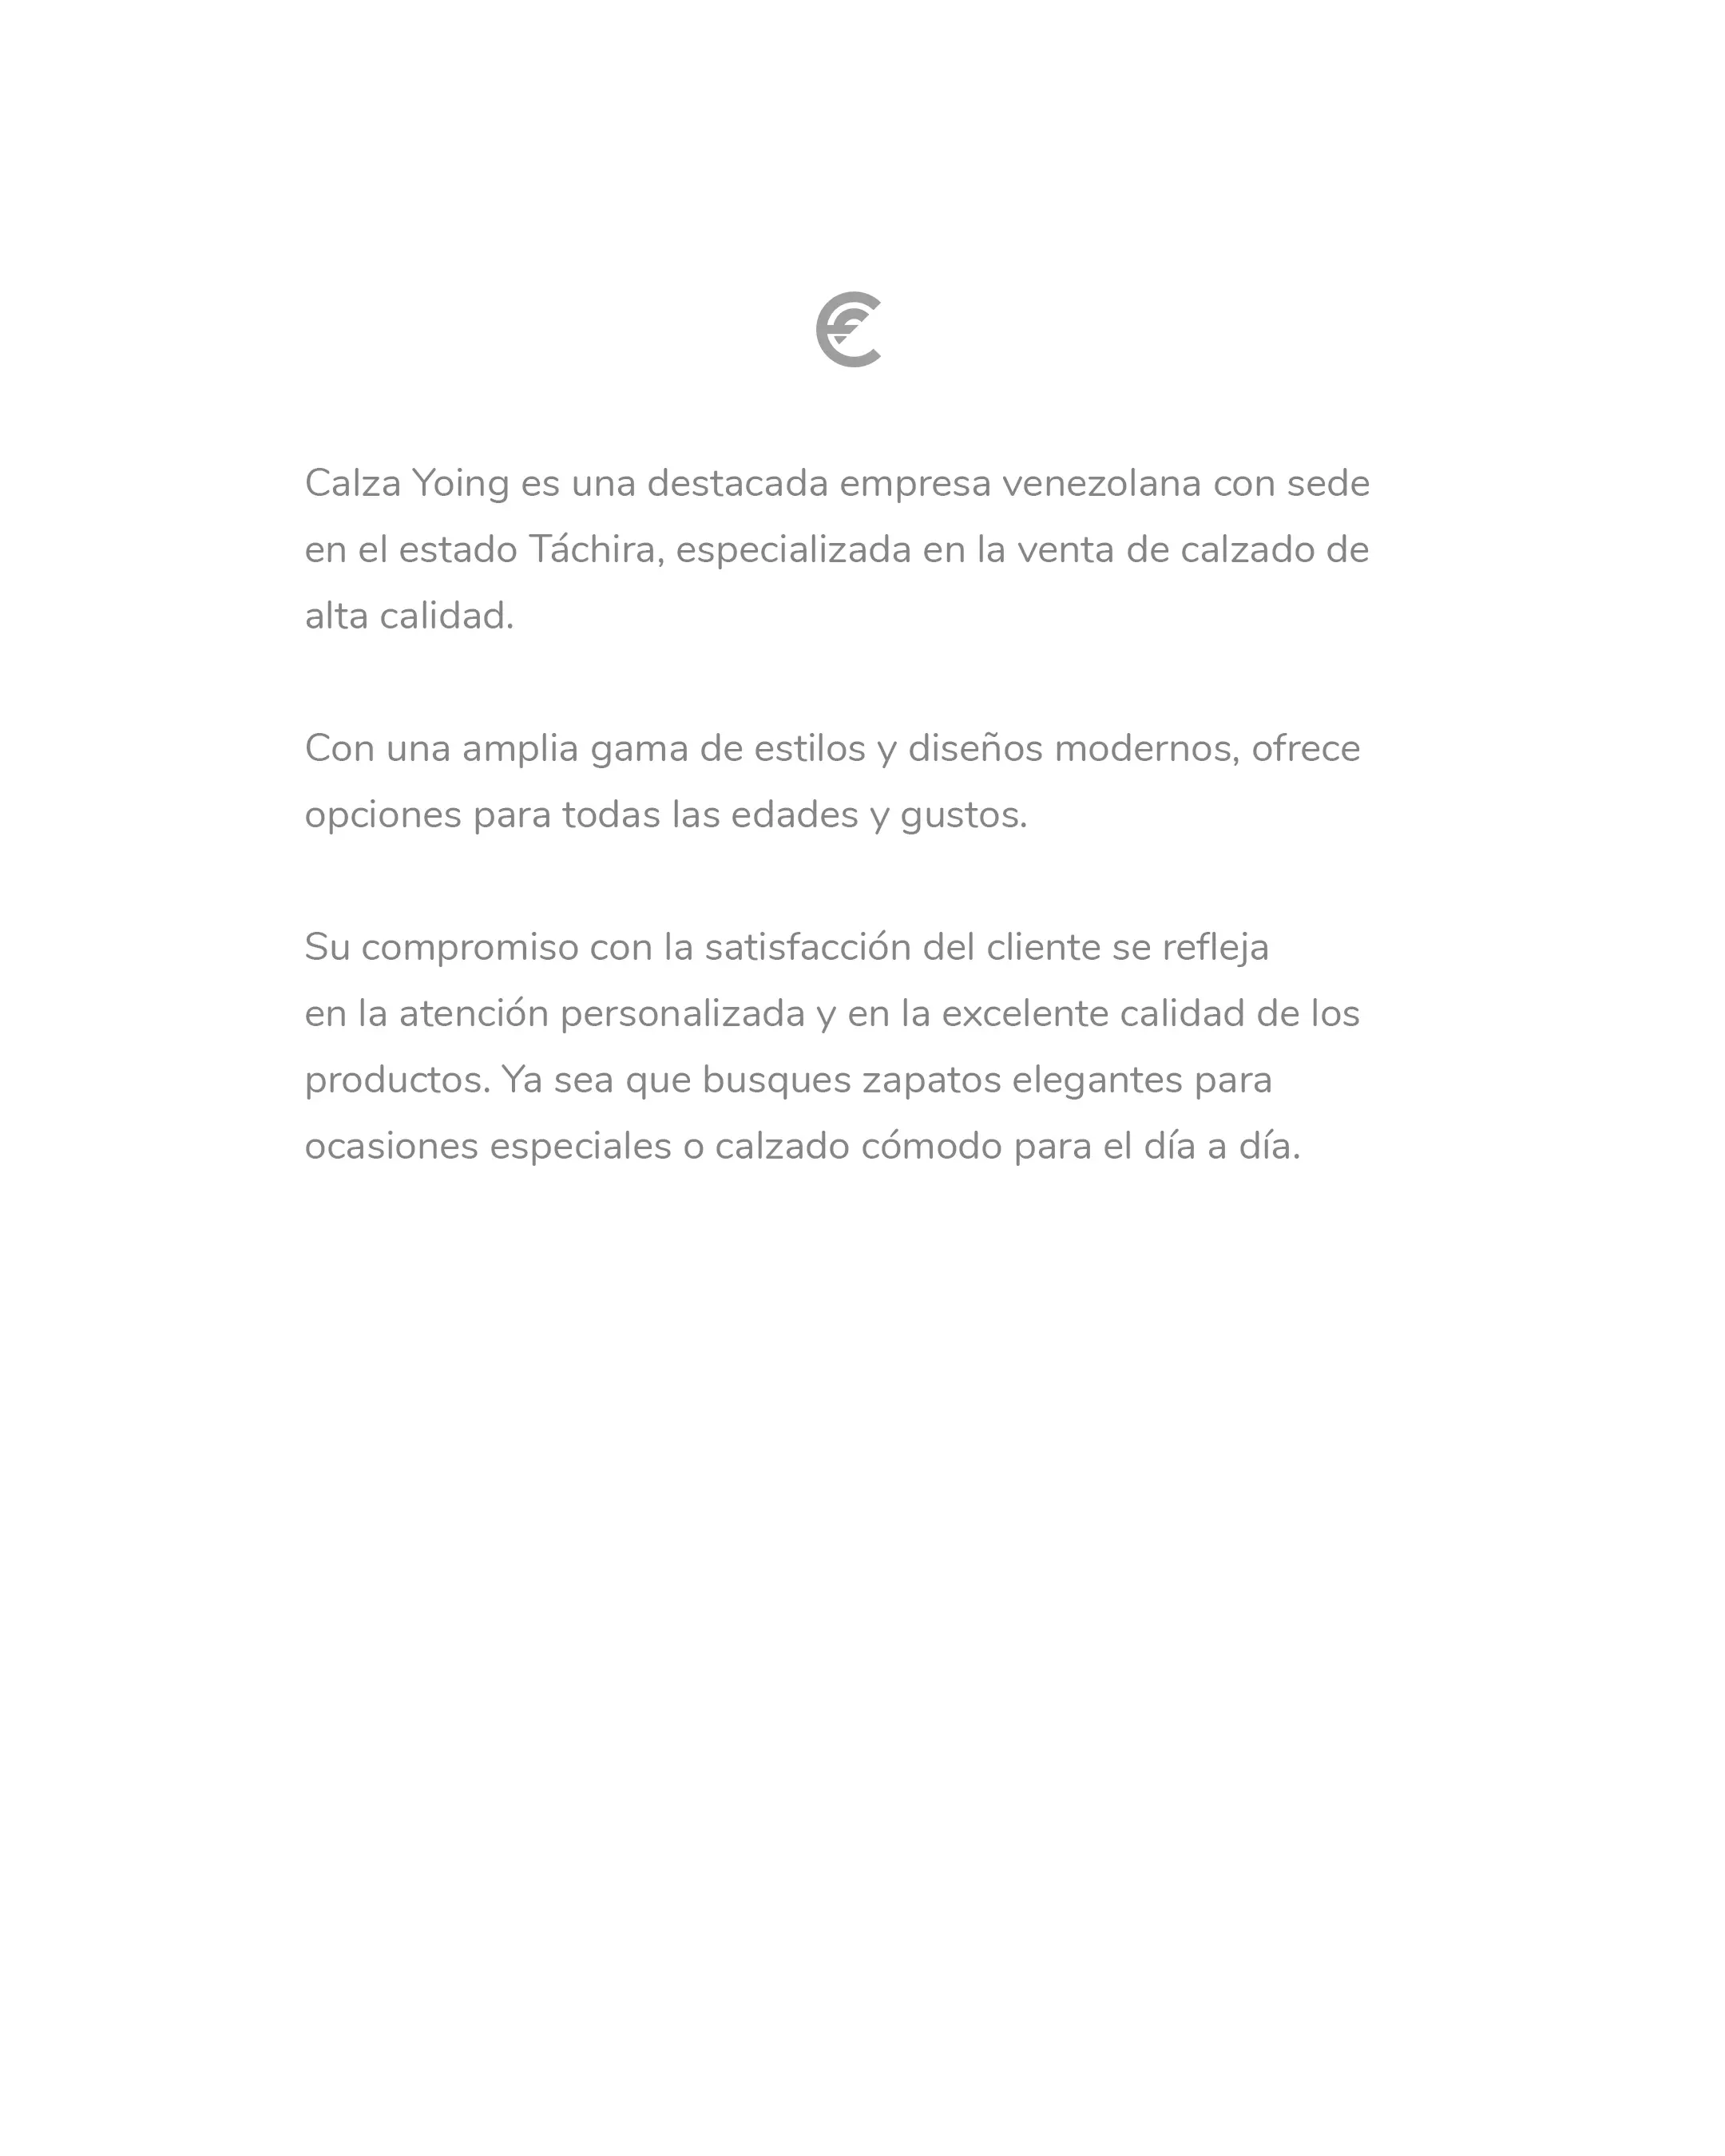 Calza Yoing es una destacada empresa venezolana con sede
en el estado Táchira, especializada en la venta de calzado de
alta calidad.
Con una amplia gama de estilos y diseños modernos, ofrece
opciones para todas las edades y gustos.
Su compromiso con la satisfacción del cliente se refleja
en la atención personalizada y en la excelente calidad de los
productos. Ya sea que busques zapatos elegantes para
ocasiones especiales o calzado cómodo para el día a día.